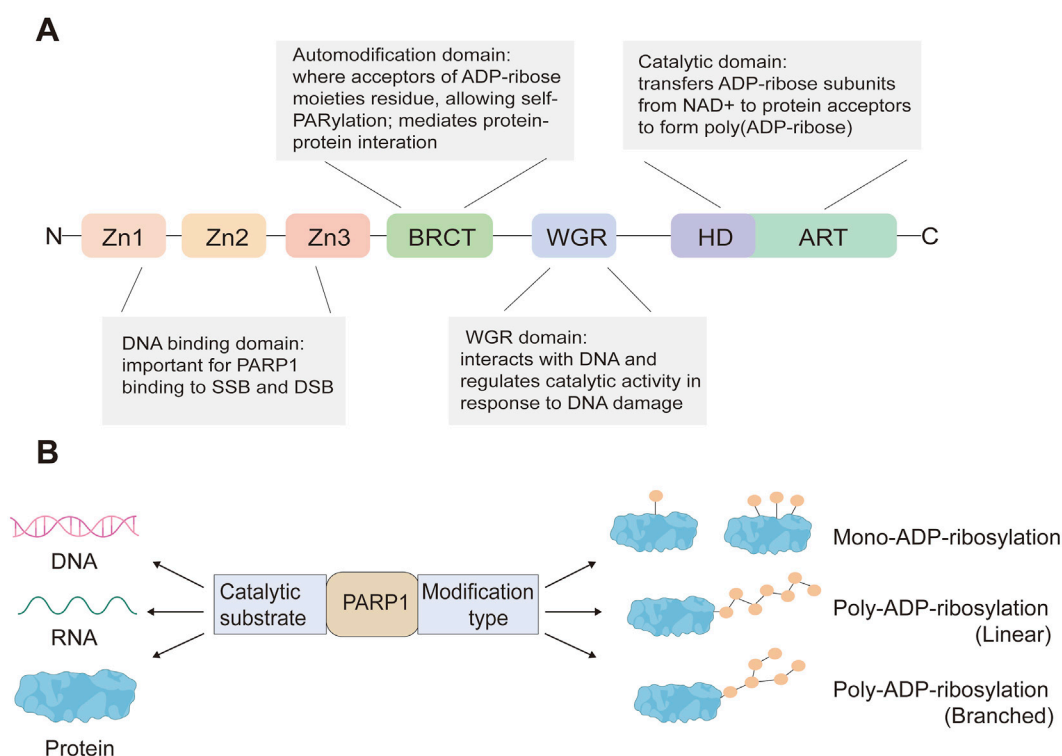 A
Automodification domain:
where acceptors of ADP-ribose
moieties residue, allowing self-
PARylation; mediates protein-
protein interation
Catalytic domain:
transfers ADP-ribose subunits
from NAD+ to protein acceptors
to form poly(ADP-ribose)
N Zn1 Zn2 Zn3 BRCT WGR HD ART C
DNA binding domain:
important for PARP1
binding to SSB and DSB
WGR domain:
interacts with DNA and
regulates catalytic activity in
response to DNA damage
B
DNA
RNA
Protein
Catalytic
substrate
PARP1
Modification
type
Mono-ADP-ribosylation
Poly-ADP-ribosylation
(Linear)
Poly-ADP-ribosylation
(Branched)